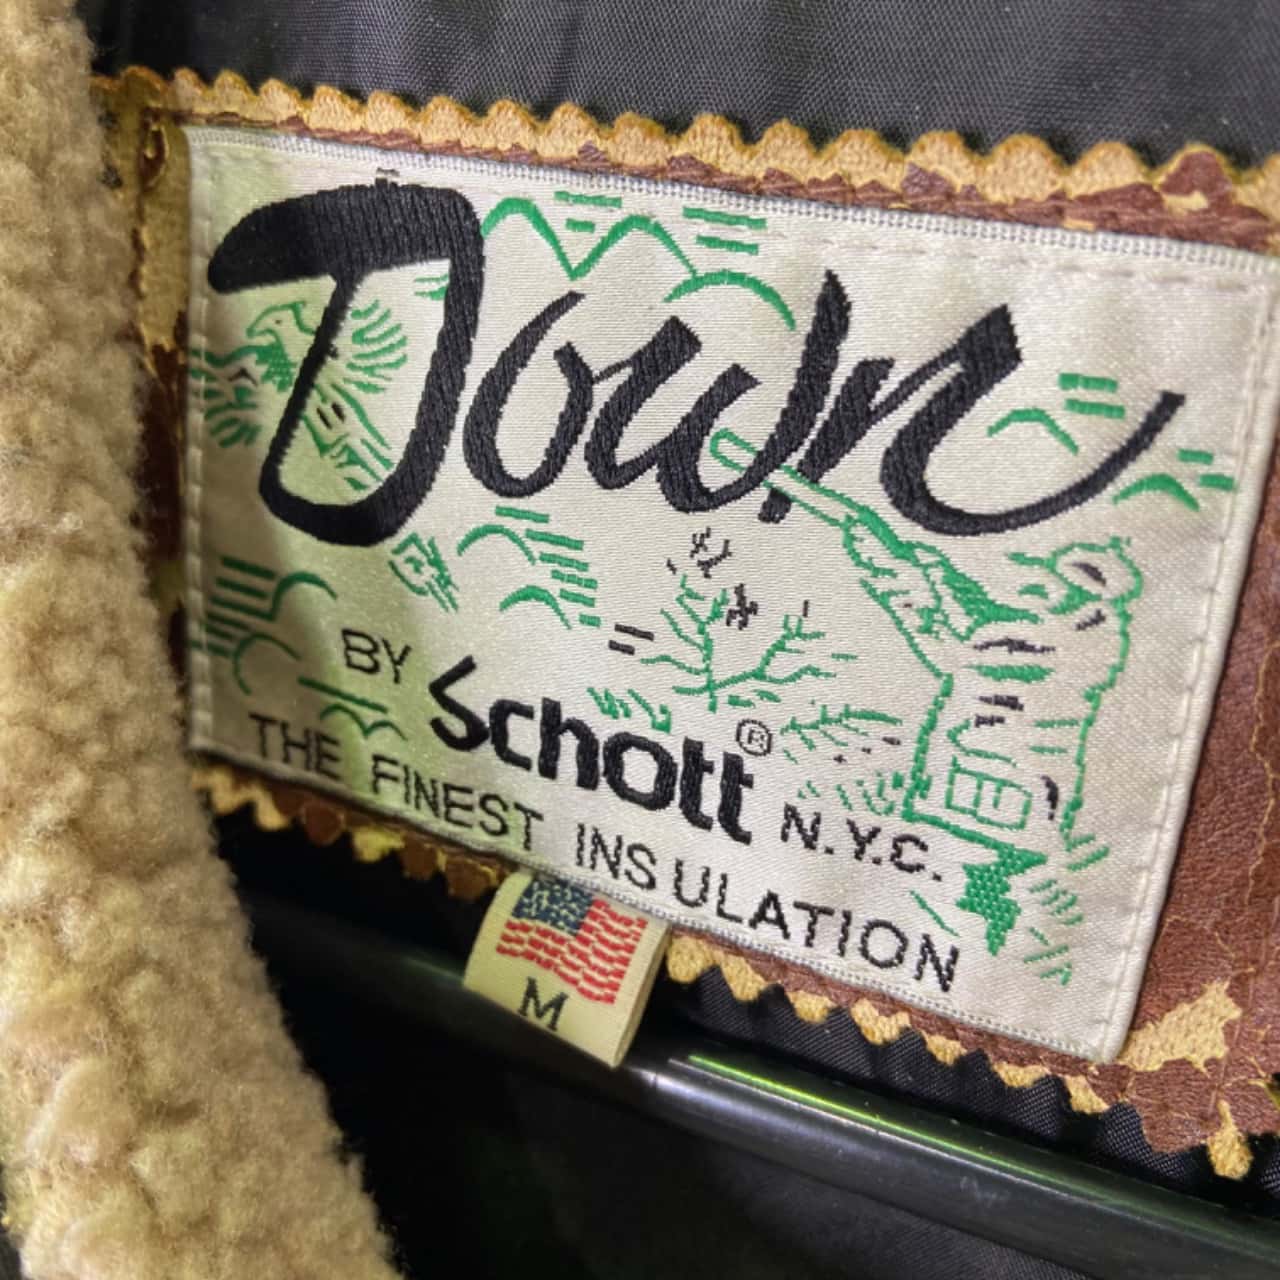 Down
BY Schott® N.Y.C.
THE FINEST INSULATION
M